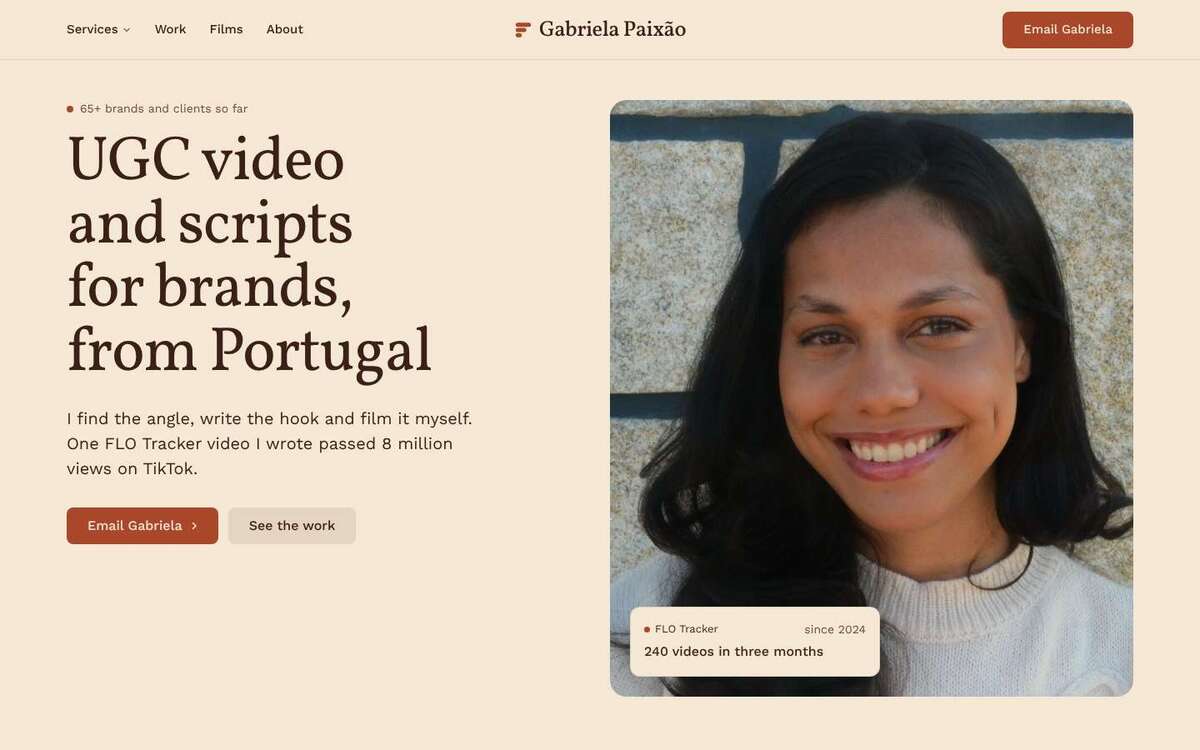 Services
Work
Films
About
Gabriela Paixão
Email Gabriela
65+ brands and clients so far
UGC video
and scripts
for brands,
from Portugal
I find the angle, write the hook and film it myself.
One FLO Tracker video I wrote passed 8 million
views on TikTok.
Email Gabriela
See the work
FLO Tracker
since 2024
240 videos in three months